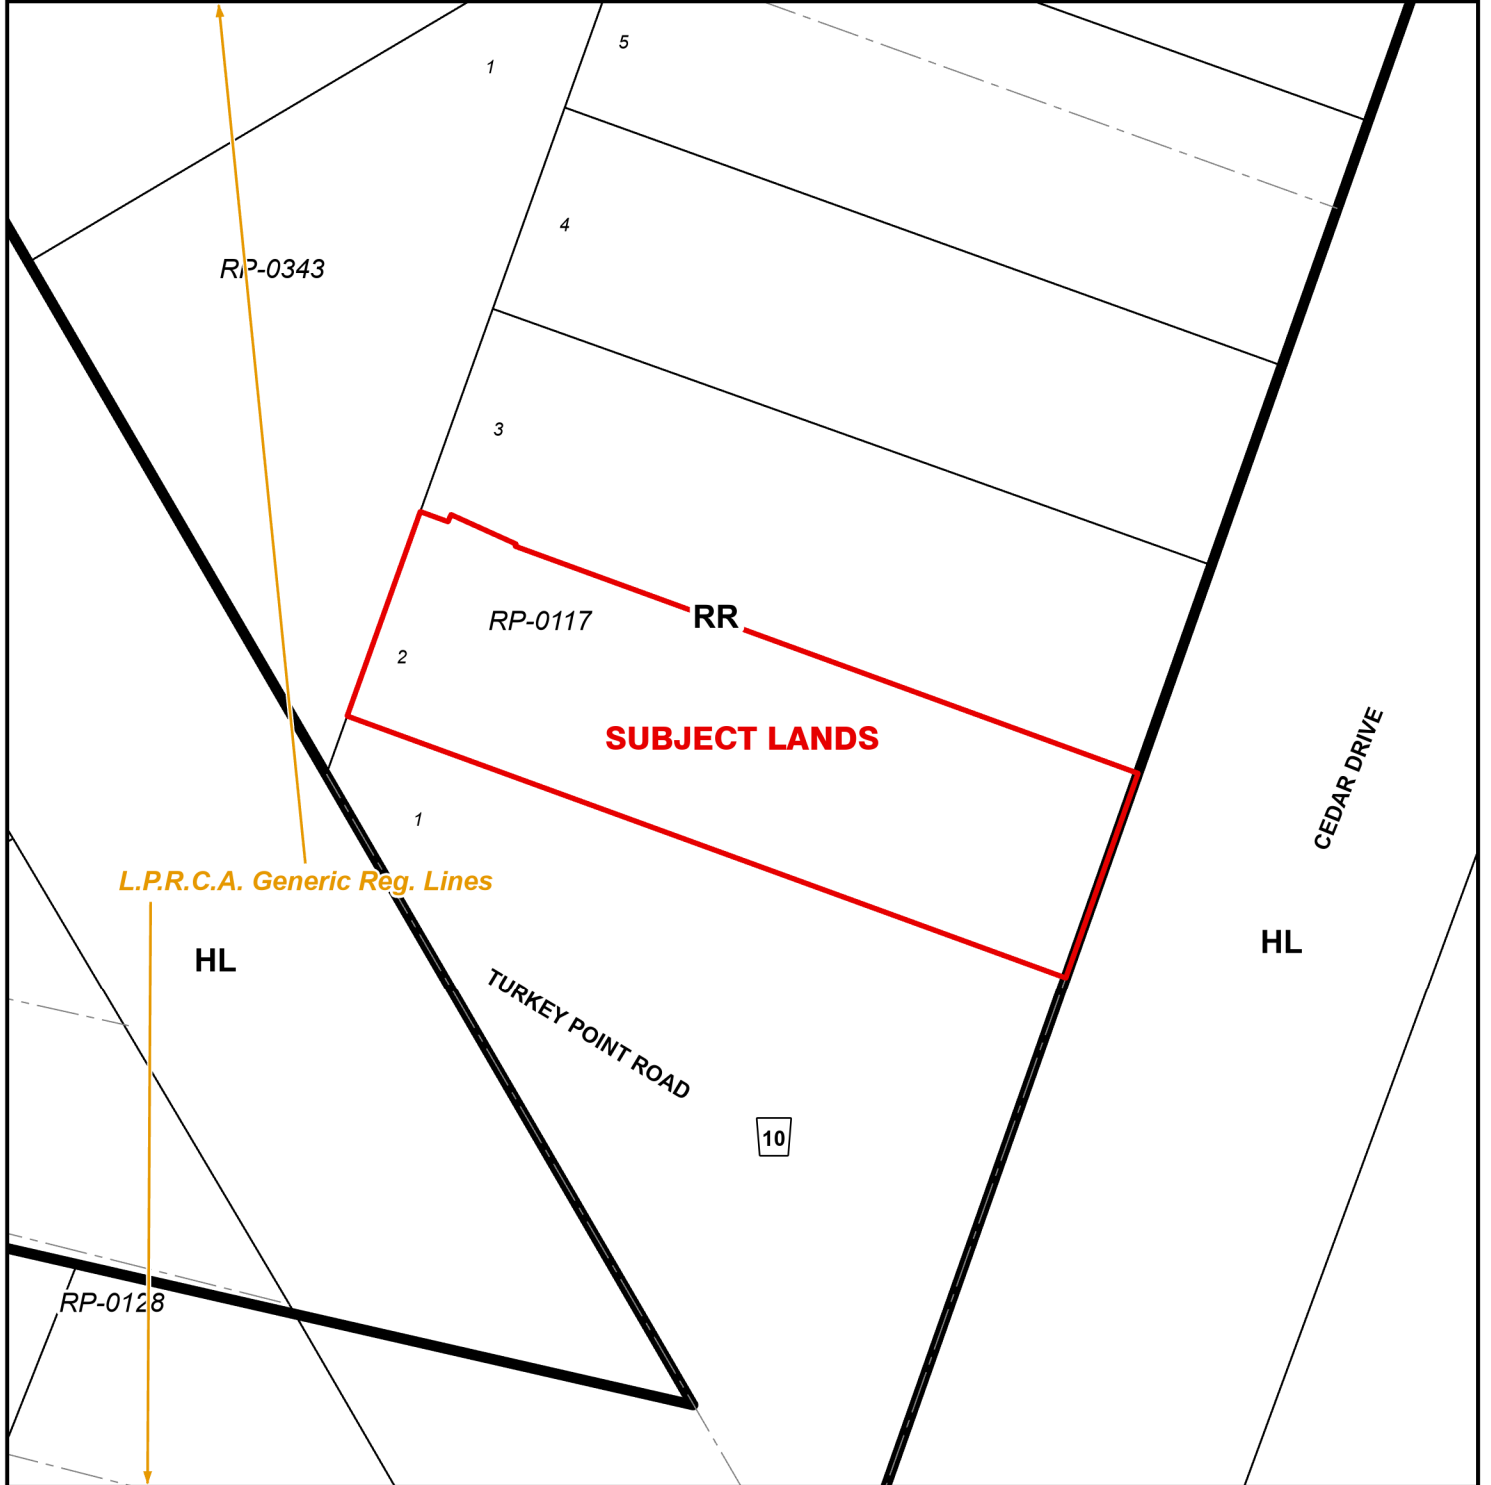 5
1
4
RP-0343
3
RR
RP-0117
2
SUBJECT LANDS
CEDAR DRIVE
1
L.P.R.C.A. Generic Reg. Lines
HL
HL
TURKEY POINT ROAD
10
RP-0128